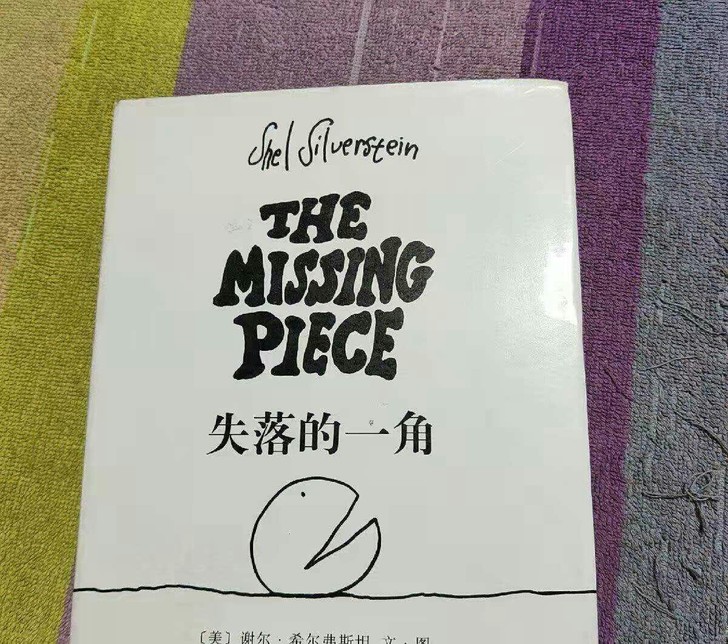 Shel Silverstein
THE
MISSING
PIECE
失落的一角
〔美〕谢尔·希尔弗斯坦 文·图